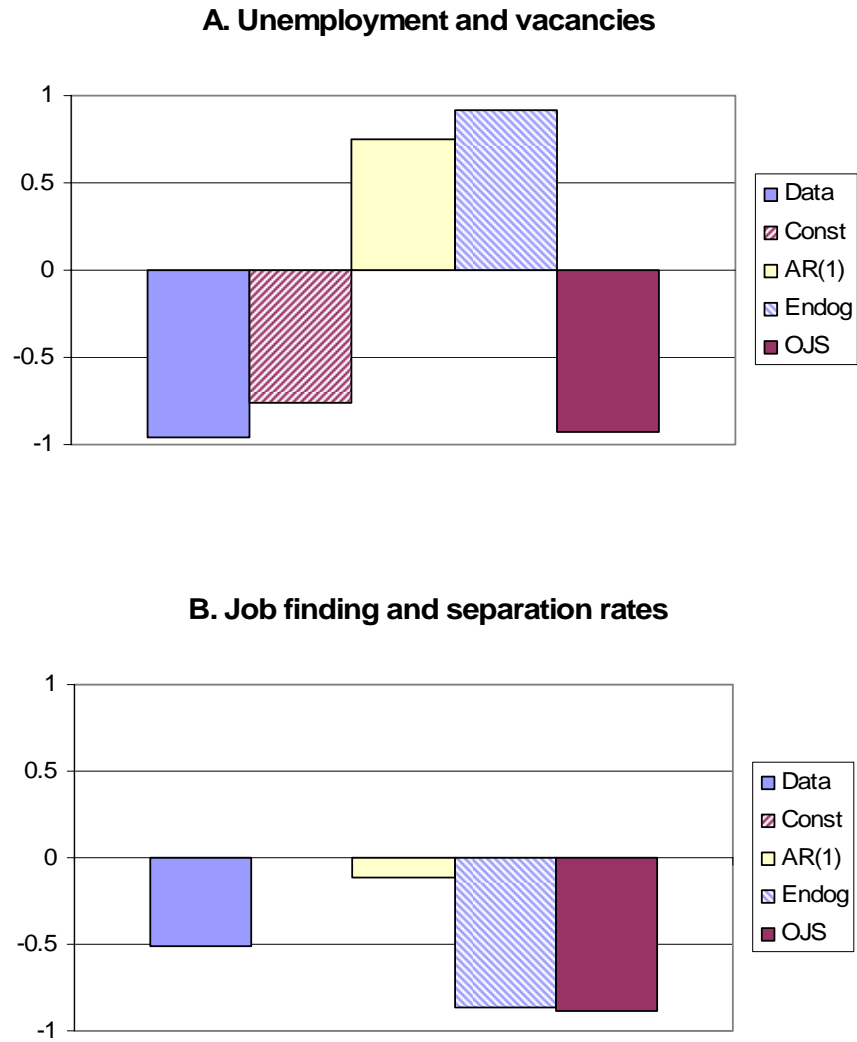 A. Unemployment and vacancies
1
0.5
0
-0.5
-1
Data
Const
AR(1)
Endog
OJS
B. Job finding and separation rates
1
0.5
0
-0.5
-1
Data
Const
AR(1)
Endog
OJS